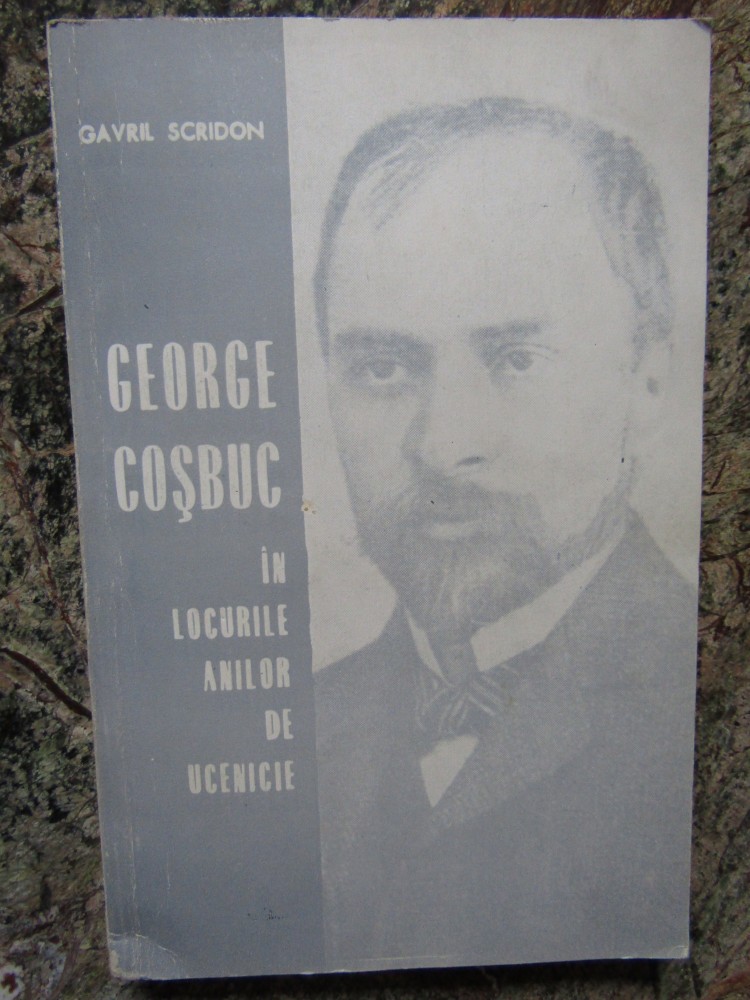 GAVRIL SCRIDON
GEORGE
COŞBUC
ÎN
LOCURILE
ANILOR
DE
UCENICIE